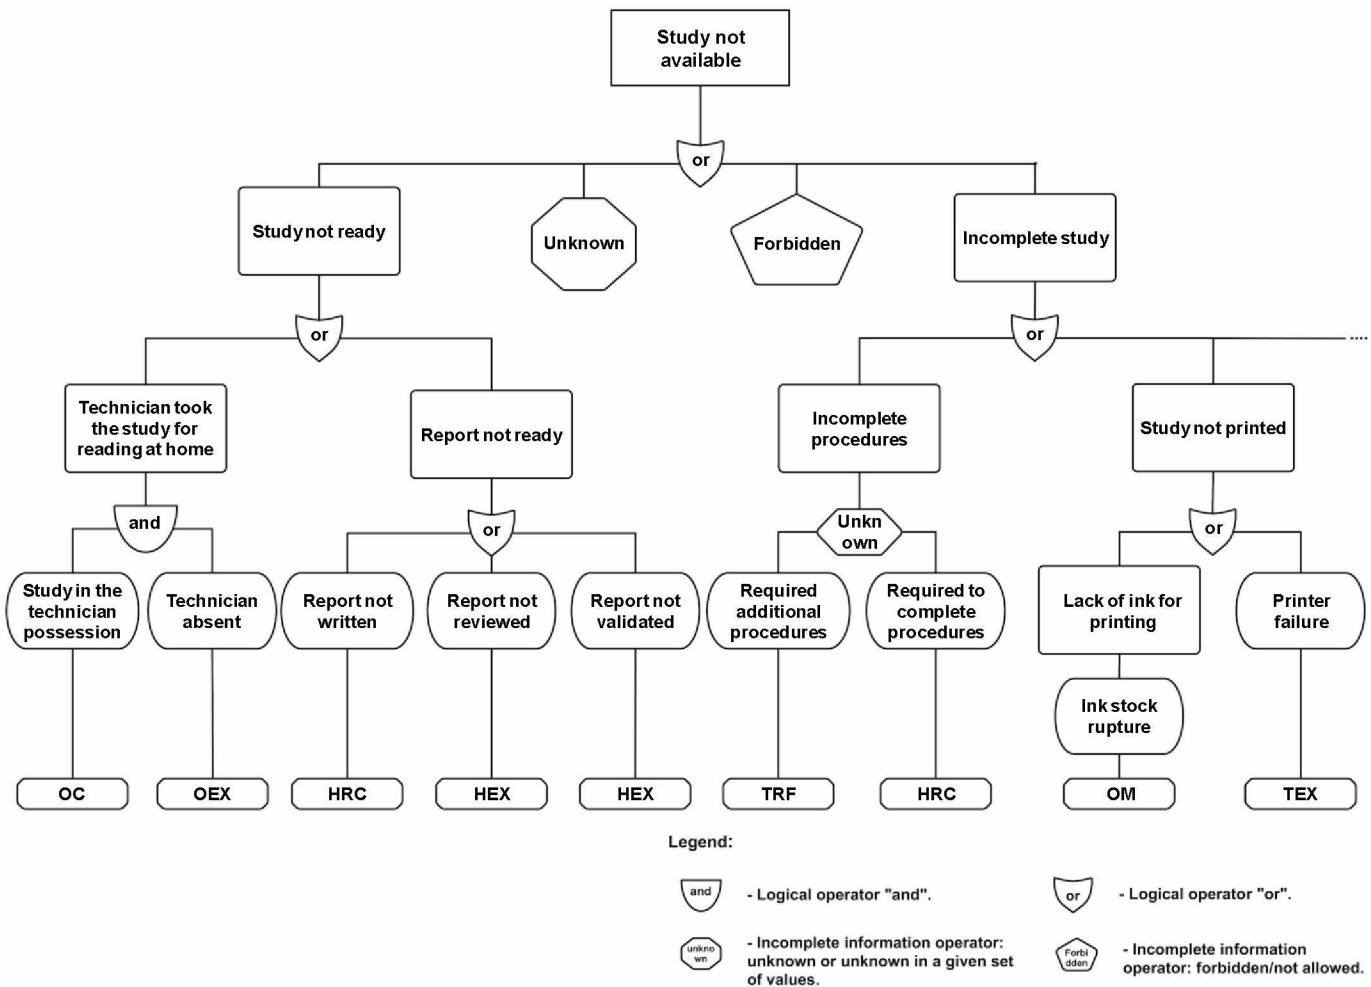 Study not
available
or
Study not ready
Unknown
Forbidden
Incomplete study
or
or
Technician took
the study for
reading at home
Report not ready
Incomplete
procedures
Study not printed
and
or
Unkn
own
or
Study in the
technician
possession
Technician
absent
Report not
written
Report not
reviewed
Report not
validated
Required
additional
procedures
Required to
complete
procedures
Lack of ink for
printing
Printer
failure
Ink stock
rupture
OC
OEX
HRC
HEX
HEX
TRF
HRC
OM
TEX
Legend:
and
- Logical operator "and".
or
- Logical operator "or".
unkno
wn
- Incomplete information operator:
unknown or unknown in a given set
of values.
Forbi
dden
- Incomplete information
operator: forbidden/not allowed.